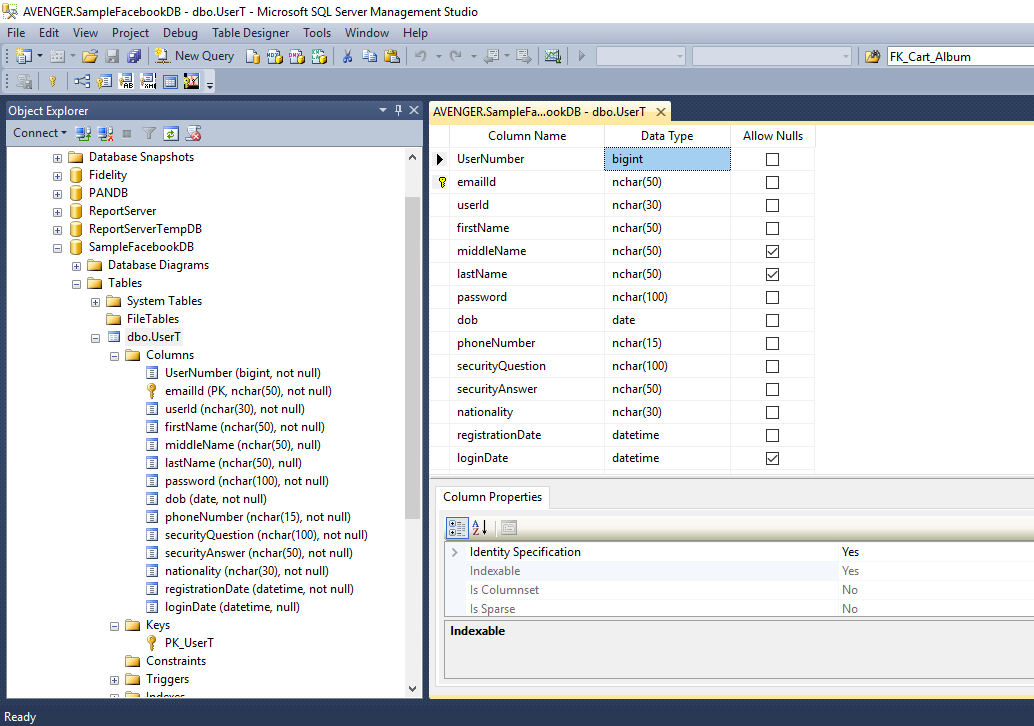 AVENGER.SampleFacebookDB - dbo.UserT - Microsoft SQL Server Management Studio
File Edit View Project Debug Table Designer Tools Window Help
New Query FK_Cart_Album
Object Explorer
Connect
Database Snapshots
Fidelity
PANDB
ReportServer
ReportServerTempDB
SampleFacebookDB
Database Diagrams
Tables
System Tables
FileTables
dbo.UserT
Columns
UserNumber (bigint, not null)
emailId (PK, nchar(50), not null)
userId (nchar(30), not null)
firstName (nchar(50), not null)
middleName (nchar(50), null)
lastName (nchar(50), null)
password (nchar(100), not null)
dob (date, not null)
phoneNumber (nchar(15), not null)
securityQuestion (nchar(100), not null)
securityAnswer (nchar(50), not null)
nationality (nchar(30), not null)
registrationDate (datetime, not null)
loginDate (datetime, null)
Keys
PK_UserT
Constraints
Triggers
Indexes
AVENGER.SampleFa...ookDB - dbo.UserT
Column Name Data Type Allow Nulls
UserNumber bigint
emailId nchar(50)
userId nchar(30)
firstName nchar(50)
middleName nchar(50)
lastName nchar(50)
password nchar(100)
dob date
phoneNumber nchar(15)
securityQuestion nchar(100)
securityAnswer nchar(50)
nationality nchar(30)
registrationDate datetime
loginDate datetime
Column Properties
Identity Specification Yes
Indexable Yes
Is Columnset No
Is Sparse No
Indexable
Ready